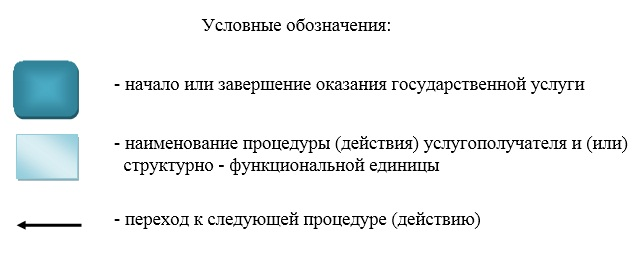 Условные обозначения:
- начало или завершение оказания государственной услуги
- наименование процедуры (действия) услугополучателя и (или)
структурно - функциональной единицы
- переход к следующей процедуре (действию)